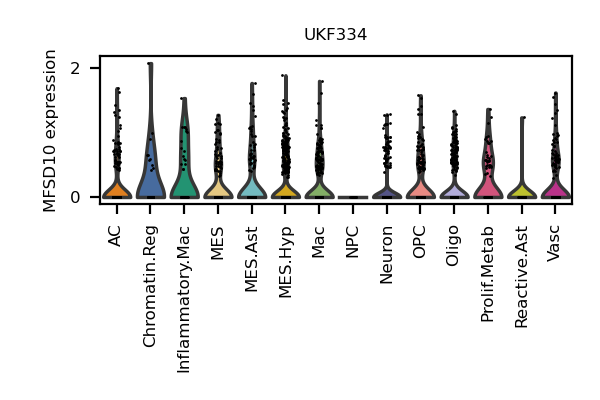 UKF334
MFSD10 expression
2
0
AC
Chromatin.Reg
Inflammatory.Mac
MES
MES.Ast
MES.Hyp
Mac
NPC
Neuron
OPC
Oligo
Prolif.Metab
Reactive.Ast
Vasc